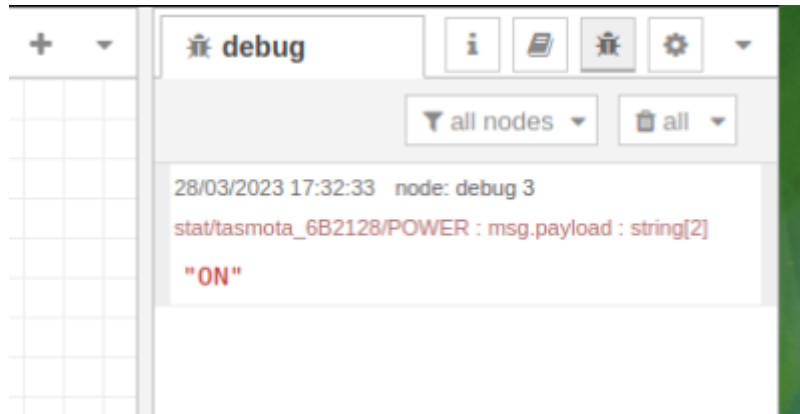 debug
all nodes
all
28/03/2023 17:32:33 node: debug 3
stat/tasmota_6B2128/POWER : msg.payload : string[2]
"ON"